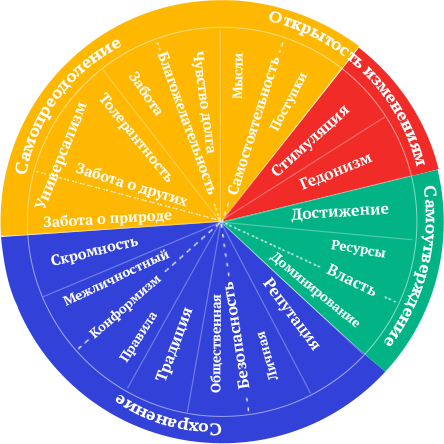 Открытость изменениям
Самопреодоление
Самоутверждение
Сохранение
Мысли
Самостоятельность
Поступки
Стимуляция
Гедонизм
Достижение
Ресурсы
Власть
Доминирование
Репутация
Личная
Безопасность
Общественная
Традиция
Правила
Конформизм
Межличностный
Скромность
Забота о природе
Забота о других
Универсализм
Толерантность
Забота
Благожелательность
Чувство долга